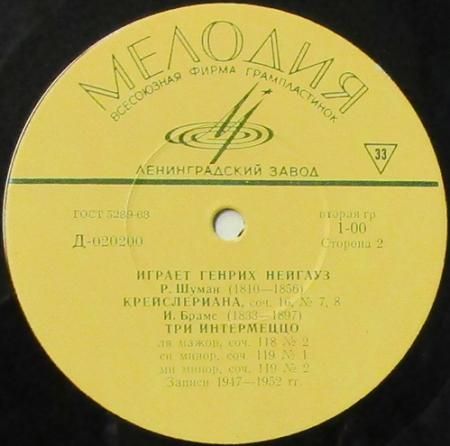 МЕЛОДИЯ
ВСЕСОЮЗНАЯ ФИРМА ГРАМПЛАСТИНОК
ЛЕНИНГРАДСКИЙ ЗАВОД
33
ГОСТ 5289-68
вторая гр
1-00
Д-020200
Сторона 2
ИГРАЕТ ГЕНРИХ НЕЙГАУЗ
Р. Шуман (1810—1856)
КРЕЙСЛЕРИАНА, соч. 16, № 7, 8
И. Брамс (1833—1897)
ТРИ ИНТЕРМЕЦЦО
ля мажор, соч. 118 № 2
си минор, соч. 119 № 1
ми минор, соч. 119 № 2
Записи 1947—1952 гг.